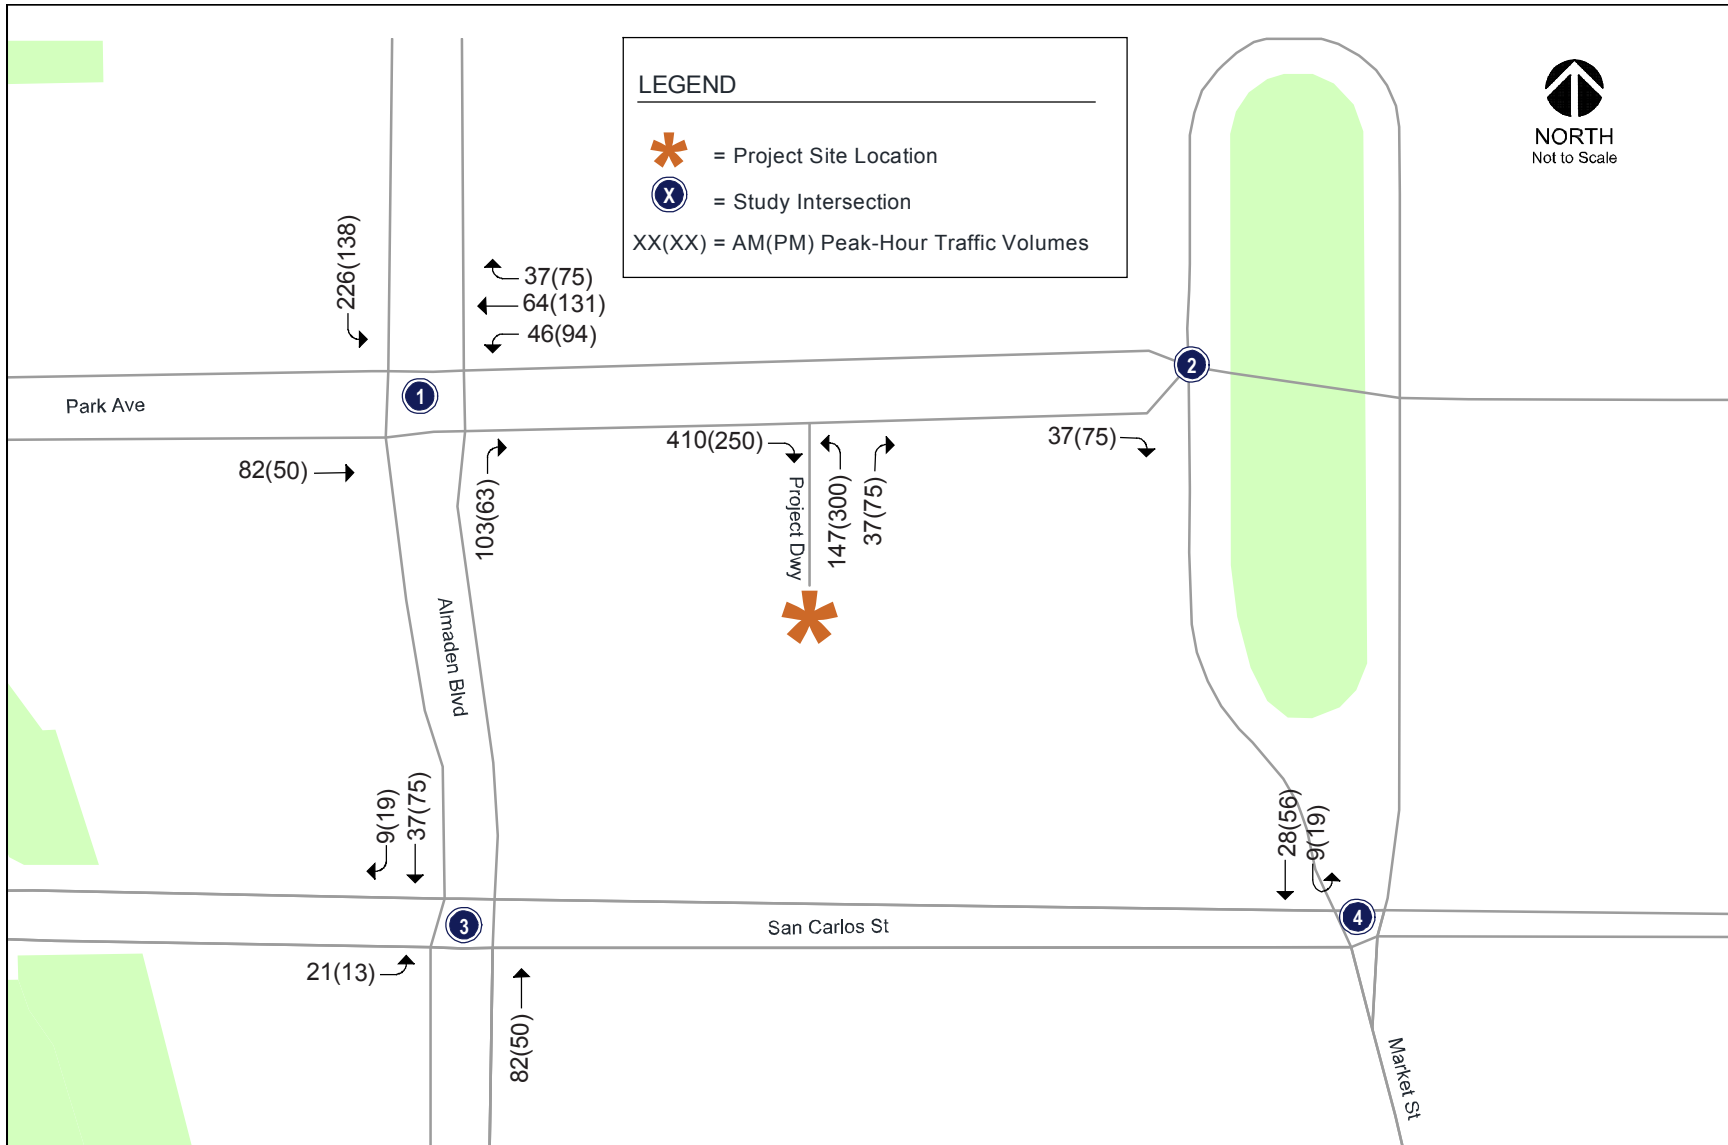 LEGEND
= Project Site Location
X
= Study Intersection
XX(XX) = AM(PM) Peak-Hour Traffic Volumes
NORTH
Not to Scale
226(138)
37(75)
64(131)
46(94)
1
2
Park Ave
82(50)
103(63)
410(250)
Project Dwy
147(300)
37(75)
37(75)
Almaden Blvd
9(19)
37(75)
28(56)
9(19)
3
San Carlos St
4
21(13)
82(50)
Market St